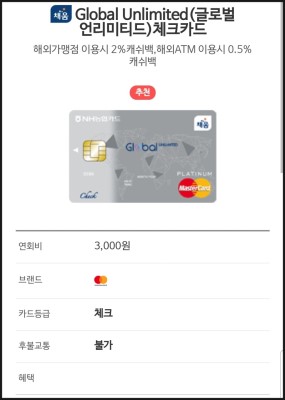 채움 Global Unlimited(글로벌
언리미티드)체크카드
해외가맹점 이용시 2%캐쉬백,해외ATM 이용시 0.5%
캐쉬백
추천
NH농협카드
채움
Global UNLIMITED
PLATINUM
MasterCard
Check
연회비 3,000원
브랜드
카드등급 체크
후불교통 불가
혜택